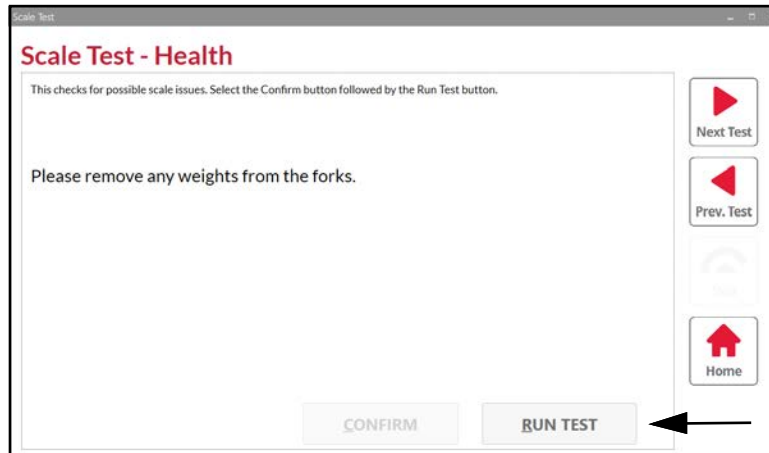 Scale Test
Scale Test - Health
This checks for possible scale issues. Select the Confirm button followed by the Run Test button.
Please remove any weights from the forks.
Next Test
Prev. Test
Home
CONFIRM
RUN TEST